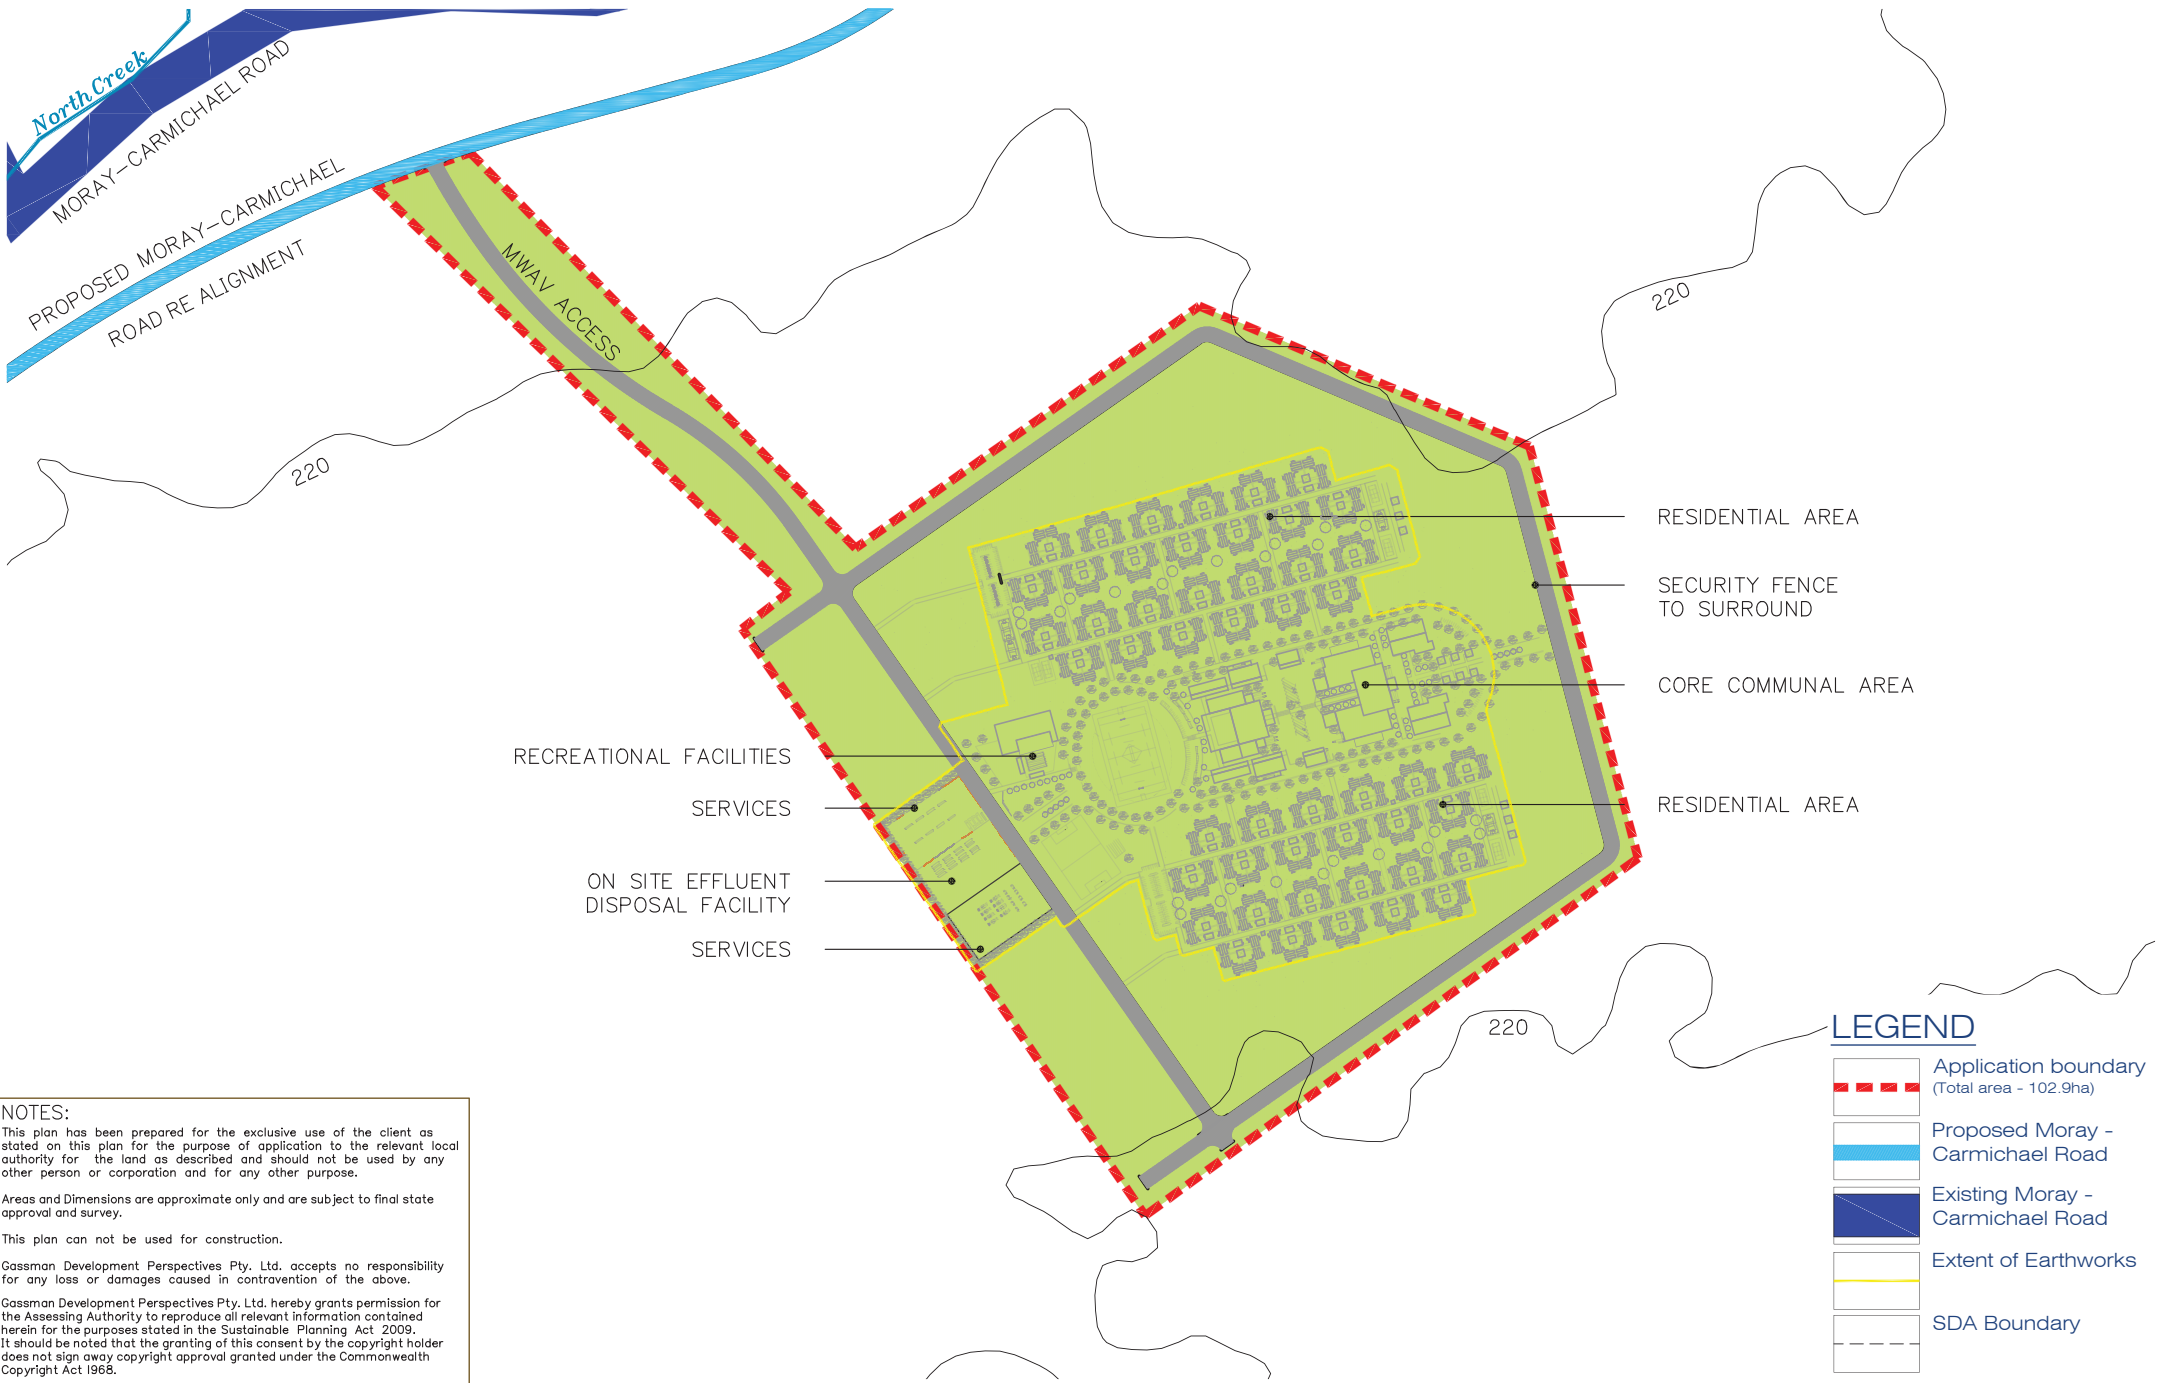 North Creek
MORAY-CARMICHAEL ROAD
PROPOSED MORAY-CARMICHAEL
ROAD RE ALIGNMENT
MWAV ACCESS
220
220
RESIDENTIAL AREA
SECURITY FENCE
TO SURROUND
CORE COMMUNAL AREA
RESIDENTIAL AREA
RECREATIONAL FACILITIES
SERVICES
ON SITE EFFLUENT
DISPOSAL FACILITY
SERVICES
220
LEGEND
Application boundary
(Total area - 102.9ha)
Proposed Moray -
Carmichael Road
Existing Moray -
Carmichael Road
Extent of Earthworks
SDA Boundary
NOTES:
This plan has been prepared for the exclusive use of the client as
stated on this plan for the purpose of application to the relevant local
authority for the land as described and should not be used by any
other person or corporation and for any other purpose.
Areas and Dimensions are approximate only and are subject to final state
approval and survey.
This plan can not be used for construction.
Gassman Development Perspectives Pty. Ltd. accepts no responsibility
for any loss or damages caused in contravention of the above.
Gassman Development Perspectives Pty. Ltd. hereby grants permission for
the Assessing Authority to reproduce all relevant information contained
herein for the purposes stated in the Sustainable Planning Act 2009.
It should be noted that the granting of this consent by the copyright holder
does not sign away copyright approval granted under the Commonwealth
Copyright Act 1968.